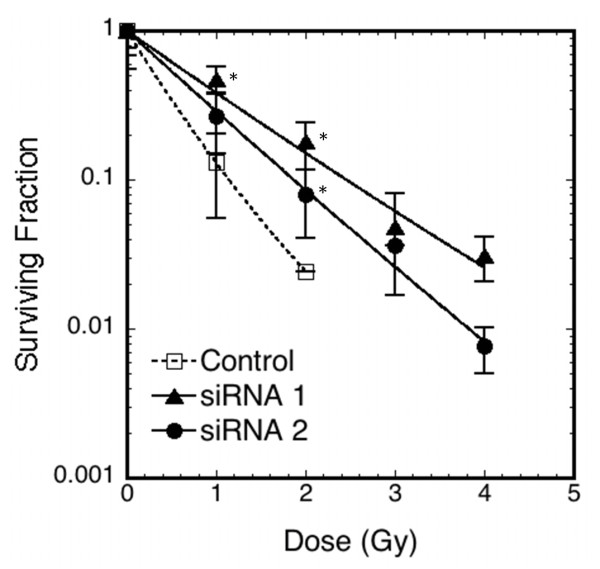 1
*
*
0.1
*
Surviving Fraction
0.01
Control
siRNA 1
siRNA 2
0.001
0 1 2 3 4 5
Dose (Gy)